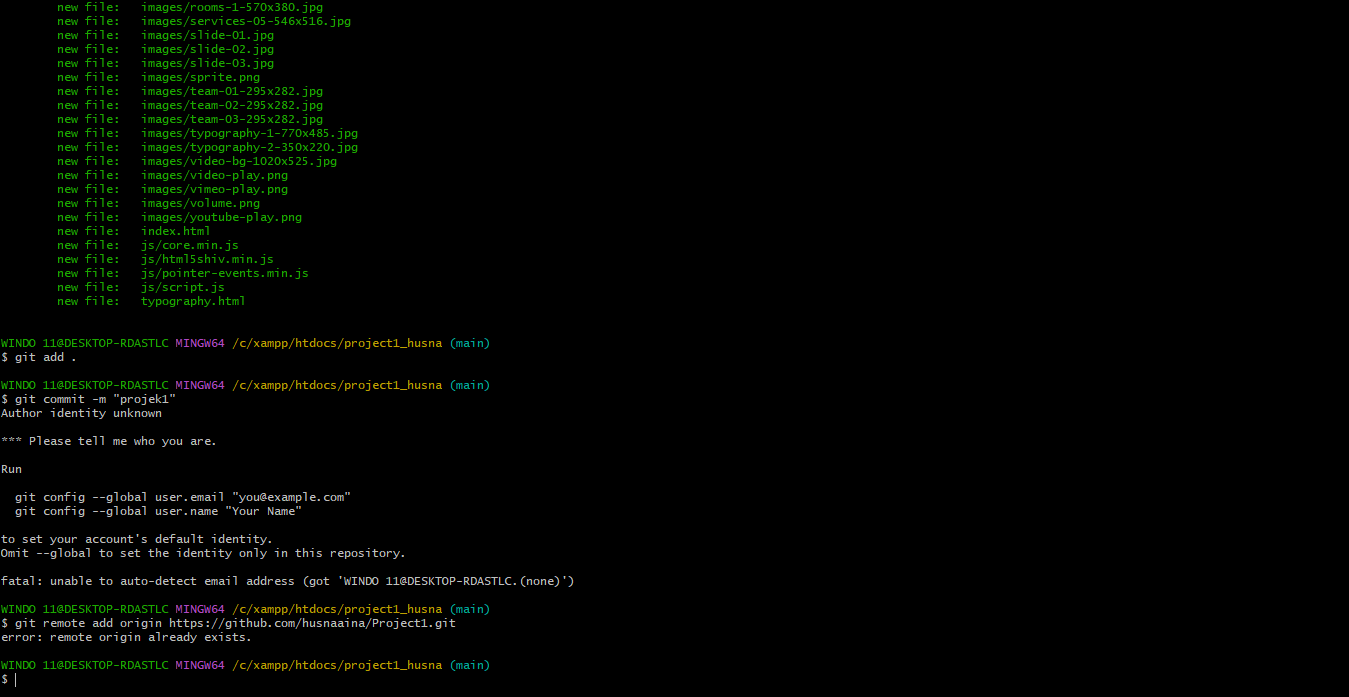 new file:   images/rooms-1-570x380.jpg
new file:   images/services-05-546x516.jpg
new file:   images/slide-01.jpg
new file:   images/slide-02.jpg
new file:   images/slide-03.jpg
new file:   images/sprite.png
new file:   images/team-01-295x282.jpg
new file:   images/team-02-295x282.jpg
new file:   images/team-03-295x282.jpg
new file:   images/typography-1-770x485.jpg
new file:   images/typography-2-350x220.jpg
new file:   images/video-bg-1020x525.jpg
new file:   images/video-play.png
new file:   images/vimeo-play.png
new file:   images/volume.png
new file:   images/youtube-play.png
new file:   index.html
new file:   js/core.min.js
new file:   js/html5shiv.min.js
new file:   js/pointer-events.min.js
new file:   js/script.js
new file:   typography.html
WINDO 11@DESKTOP-RDASTLC MINGW64 /c/xampp/htdocs/project1_husna (main)
$ git add .
WINDO 11@DESKTOP-RDASTLC MINGW64 /c/xampp/htdocs/project1_husna (main)
$ git commit -m "projek1"
Author identity unknown
*** Please tell me who you are.
Run
git config --global user.email "you@example.com"
git config --global user.name "Your Name"
to set your account's default identity.
Omit --global to set the identity only in this repository.
fatal: unable to auto-detect email address (got 'WINDO 11@DESKTOP-RDASTLC.(none)')
WINDO 11@DESKTOP-RDASTLC MINGW64 /c/xampp/htdocs/project1_husna (main)
$ git remote add origin https://github.com/husnaaina/Project1.git
error: remote origin already exists.
WINDO 11@DESKTOP-RDASTLC MINGW64 /c/xampp/htdocs/project1_husna (main)
$